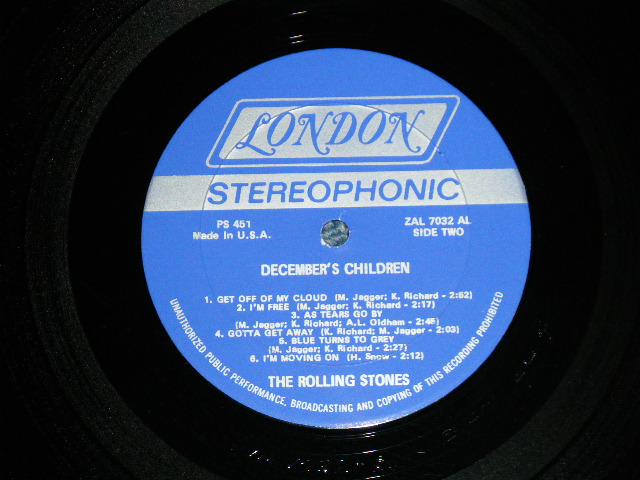 LONDON
STEREOPHONIC
PS 451
Made in U.S.A.
ZAL 7032 AL
SIDE TWO
DECEMBER'S CHILDREN
1. GET OFF OF MY CLOUD (M. Jagger; K. Richard - 2:52)
2. I'M FREE (M. Jagger; K. Richard - 2:17)
3. AS TEARS GO BY
(M. Jagger; K. Richard; A.L. Oldham - 2:45)
4. GOTTA GET AWAY (K. Richard; M. Jagger - 2:03)
5. BLUE TURNS TO GREY
(M. Jagger; K. Richard - 2:27)
6. I'M MOVING ON (H. Snow - 2:12)
THE ROLLING STONES
UNAUTHORIZED PUBLIC PERFORMANCE, BROADCASTING AND COPYING OF THIS RECORDING PROHIBITED